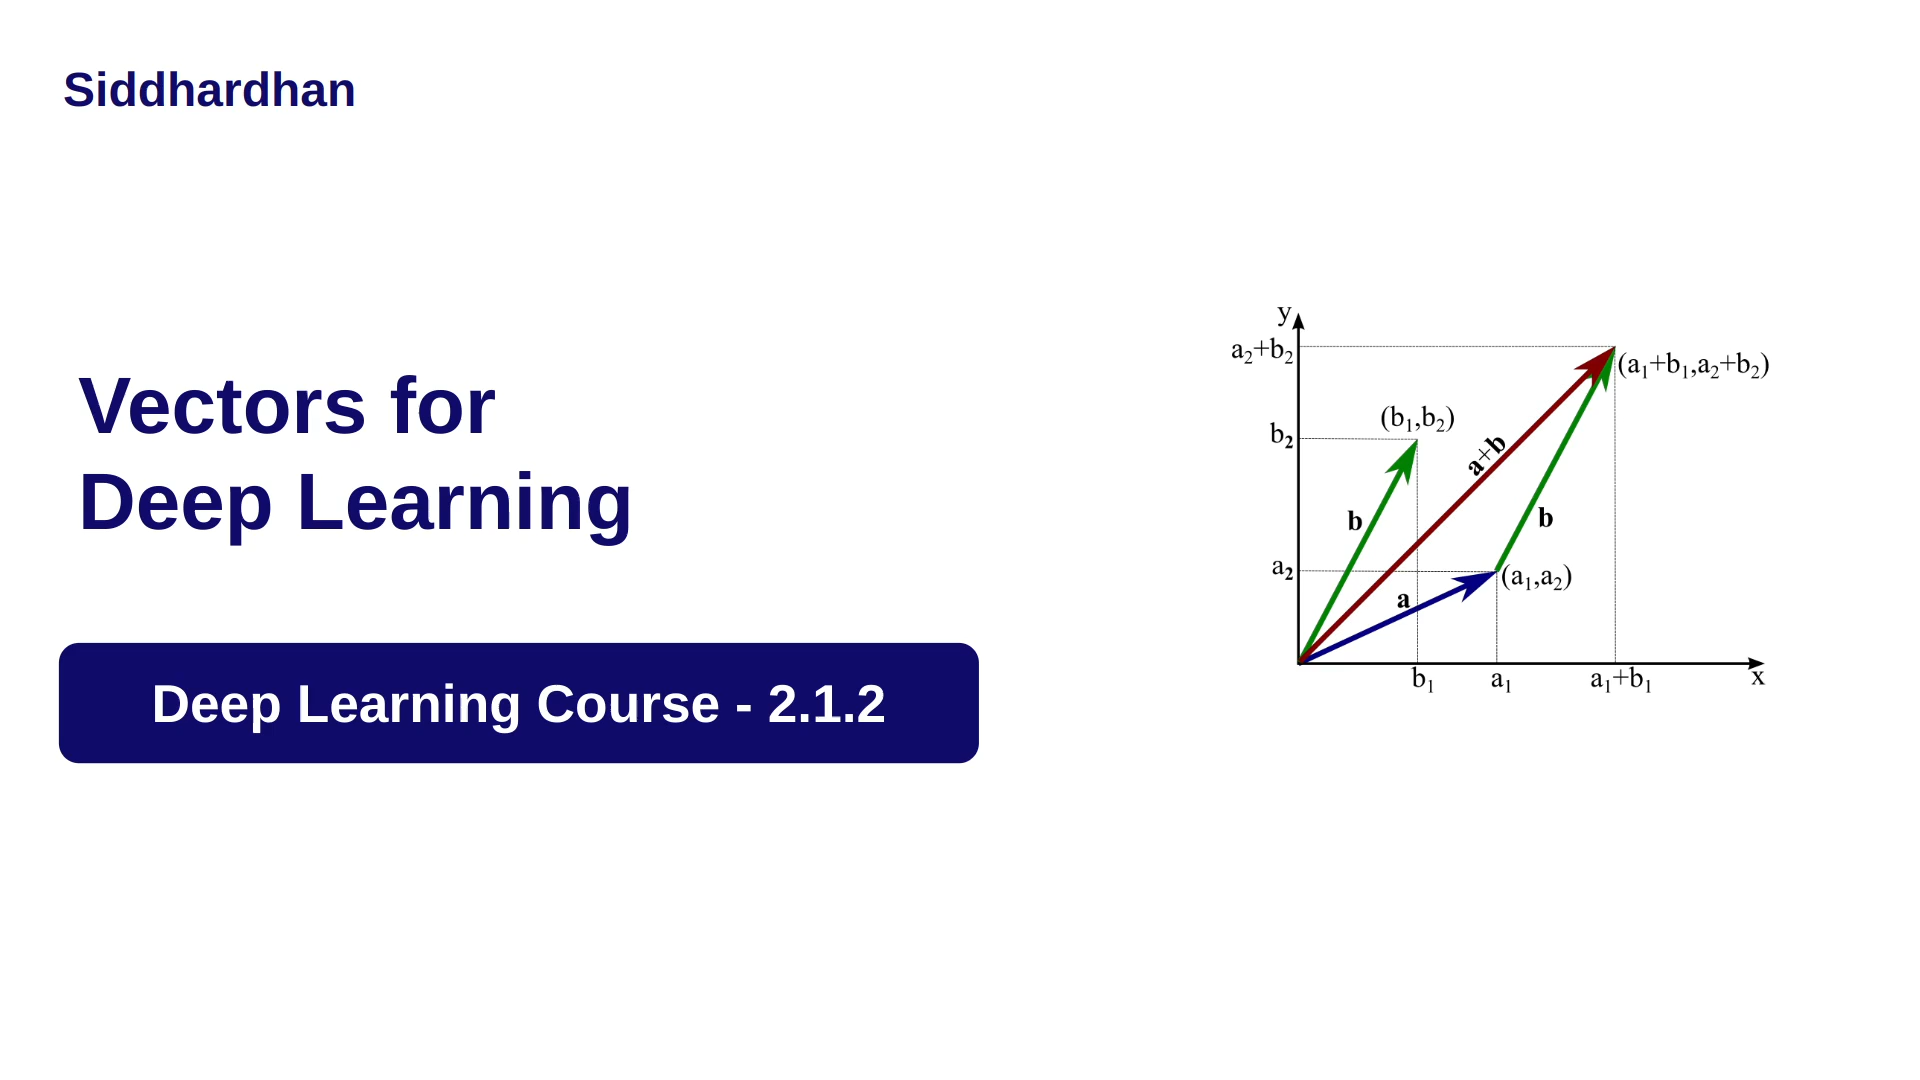 Siddhardhan
Vectors for
Deep Learning
Deep Learning Course - 2.1.2
y
a₂+b₂
(a₁+b₁,a₂+b₂)
(b₁,b₂)
b₂
a+b
b
b
a₂
(a₁,a₂)
a
b₁
a₁
a₁+b₁
x